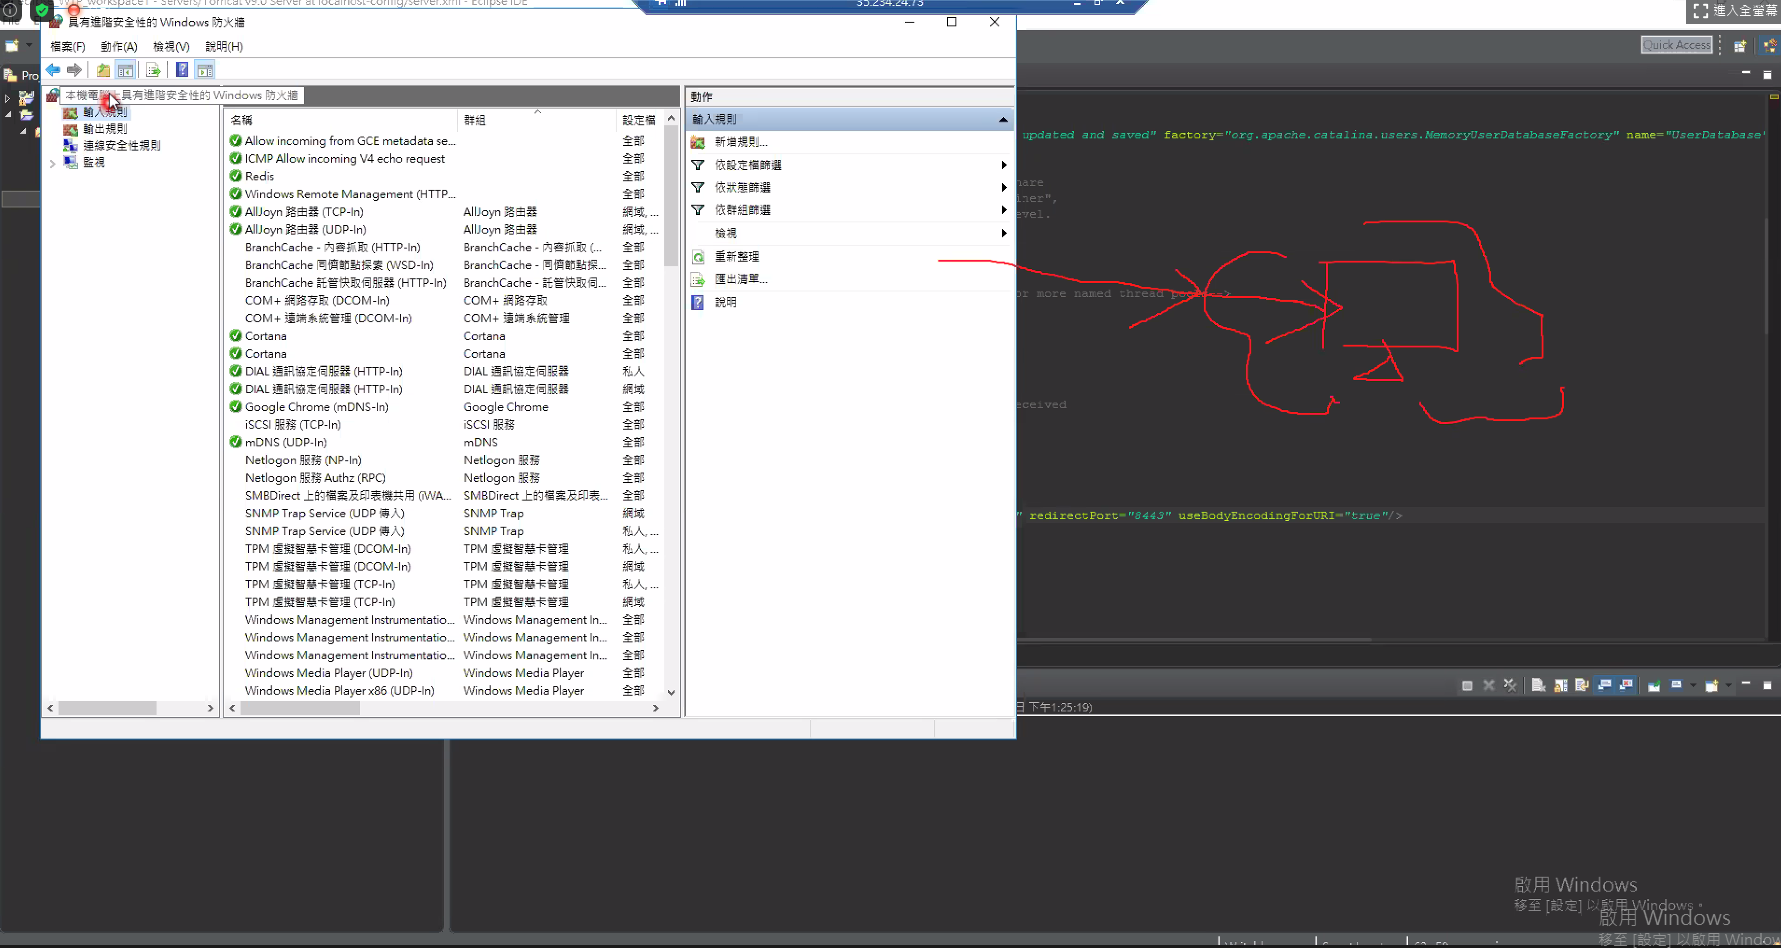 Services/Tomcat v9.0 Server at localhost-config/server.xml - Eclipse IDE
35.234.24.73
進入全螢幕
具有進階安全性的 Windows 防火牆
檔案(F) 動作(A) 檢視(V) 說明(H)
Quick Access
本機電腦上具有進階安全性的 Windows 防火牆
輸入規則
輸出規則
連線安全性規則
監視
名稱 群組 設定檔
Allow incoming from GCE metadata se... 全部
ICMP Allow incoming V4 echo request 全部
Redis 全部
Windows Remote Management (HTTP... 全部
AllJoyn 路由器 (TCP-In) AllJoyn 路由器 網域, ...
AllJoyn 路由器 (UDP-In) AllJoyn 路由器 網域, ...
BranchCache - 內容抓取 (HTTP-In) BranchCache - 內容抓取 (... 全部
BranchCache 同儕節點探索 (WSD-In) BranchCache - 同儕節點探... 全部
BranchCache - 託管快取伺服器 (HTTP-In) BranchCache - 託管快取伺... 全部
COM+ 網路存取 (DCOM-In) COM+ 網路存取 全部
COM+ 遠端系統管理 (DCOM-In) COM+ 遠端系統管理 全部
Cortana Cortana 全部
Cortana Cortana 全部
DIAL 通訊協定伺服器 (HTTP-In) DIAL 通訊協定伺服器 私人
DIAL 通訊協定伺服器 (HTTP-In) DIAL 通訊協定伺服器 網域
Google Chrome (mDNS-In) Google Chrome 全部
iSCSI 服務 (TCP-In) iSCSI 服務 全部
mDNS (UDP-In) mDNS 全部
Netlogon 服務 (NP-In) Netlogon 服務 全部
Netlogon 服務 Authz (RPC) Netlogon 服務 全部
SMBDirect 上的檔案及印表機共用 (iWA... SMBDirect 上的檔案及印表... 全部
SNMP Trap Service (UDP 傳入) SNMP Trap 網域
SNMP Trap Service (UDP 傳入) SNMP Trap 私人, ...
TPM 虛擬智慧卡管理 (DCOM-In) TPM 虛擬智慧卡管理 私人, ...
TPM 虛擬智慧卡管理 (DCOM-In) TPM 虛擬智慧卡管理 網域
TPM 虛擬智慧卡管理 (TCP-In) TPM 虛擬智慧卡管理 私人, ...
TPM 虛擬智慧卡管理 (TCP-In) TPM 虛擬智慧卡管理 網域
Windows Management Instrumentatio... Windows Management In... 全部
Windows Management Instrumentatio... Windows Management In... 全部
Windows Management Instrumentatio... Windows Management In... 全部
Windows Media Player (UDP-In) Windows Media Player 全部
Windows Media Player x86 (UDP-In) Windows Media Player 全部
動作
輸入規則
新增規則...
依設定檔篩選
依狀態篩選
依群組篩選
檢視
重新整理
匯出清單...
說明
updated and saved" factory="org.apache.catalina.users.MemoryUserDatabaseFactory" name="UserDatabase"
hare
ner",
evel.
or more named thread pools-->
eceived
" redirectPort="8443" useBodyEncodingForURI="true"/>
日 下午1:25:19)
啟用 Windows
移至 [設定] 以啟用 Windows。
啟用 Windows
移至 [設定] 以啟用 Window